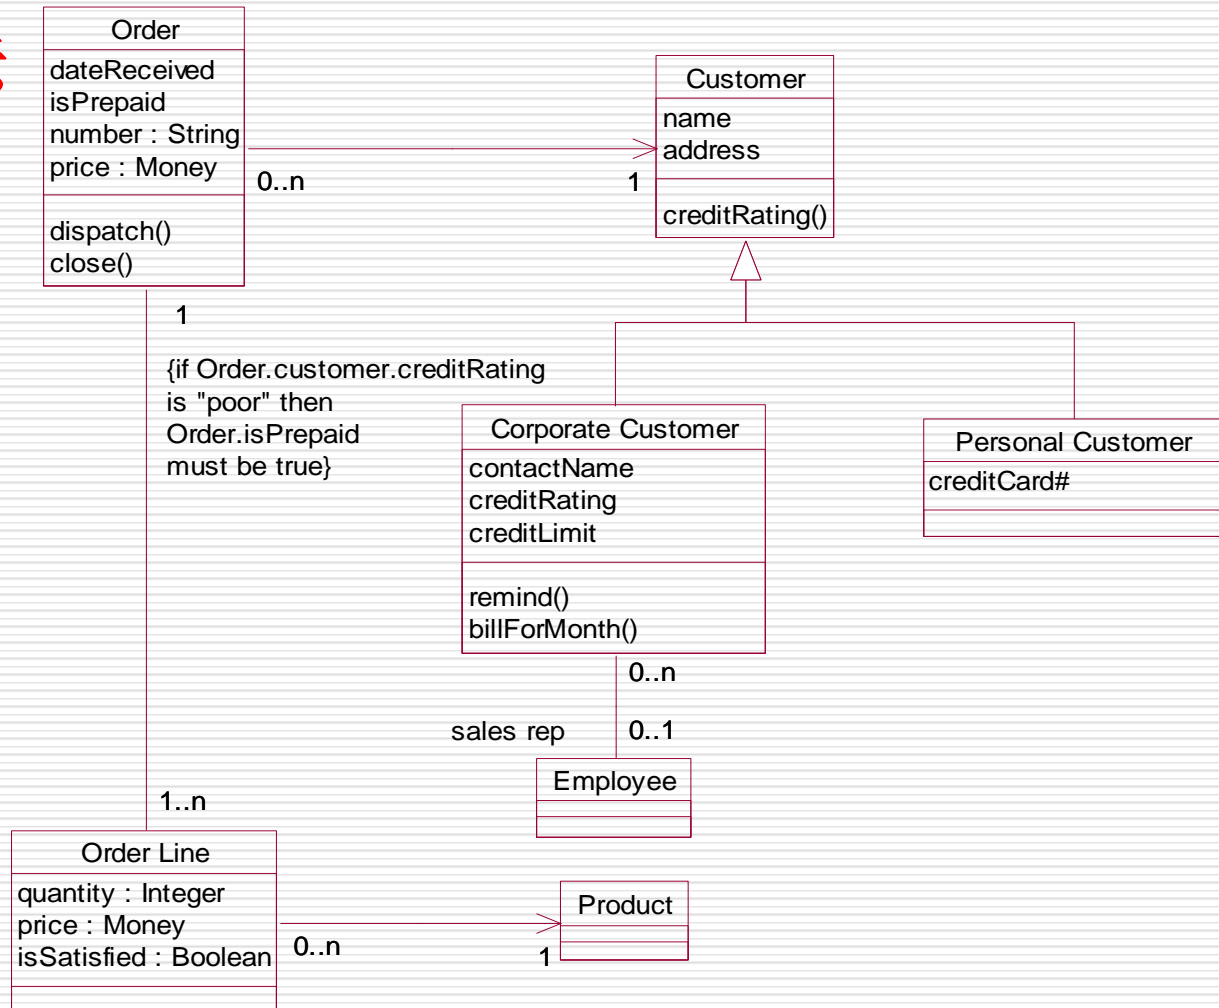 Order
dateReceived
isPrepaid
number : String
price : Money
dispatch()
close()
0..n
1
Customer
name
address
creditRating()
1
{if Order.customer.creditRating
is "poor" then
Order.isPrepaid
must be true}
Corporate Customer
contactName
creditRating
creditLimit
remind()
billForMonth()
Personal Customer
creditCard#
0..n
sales rep
0..1
Employee
1..n
Order Line
quantity : Integer
price : Money
isSatisfied : Boolean
0..n
1
Product